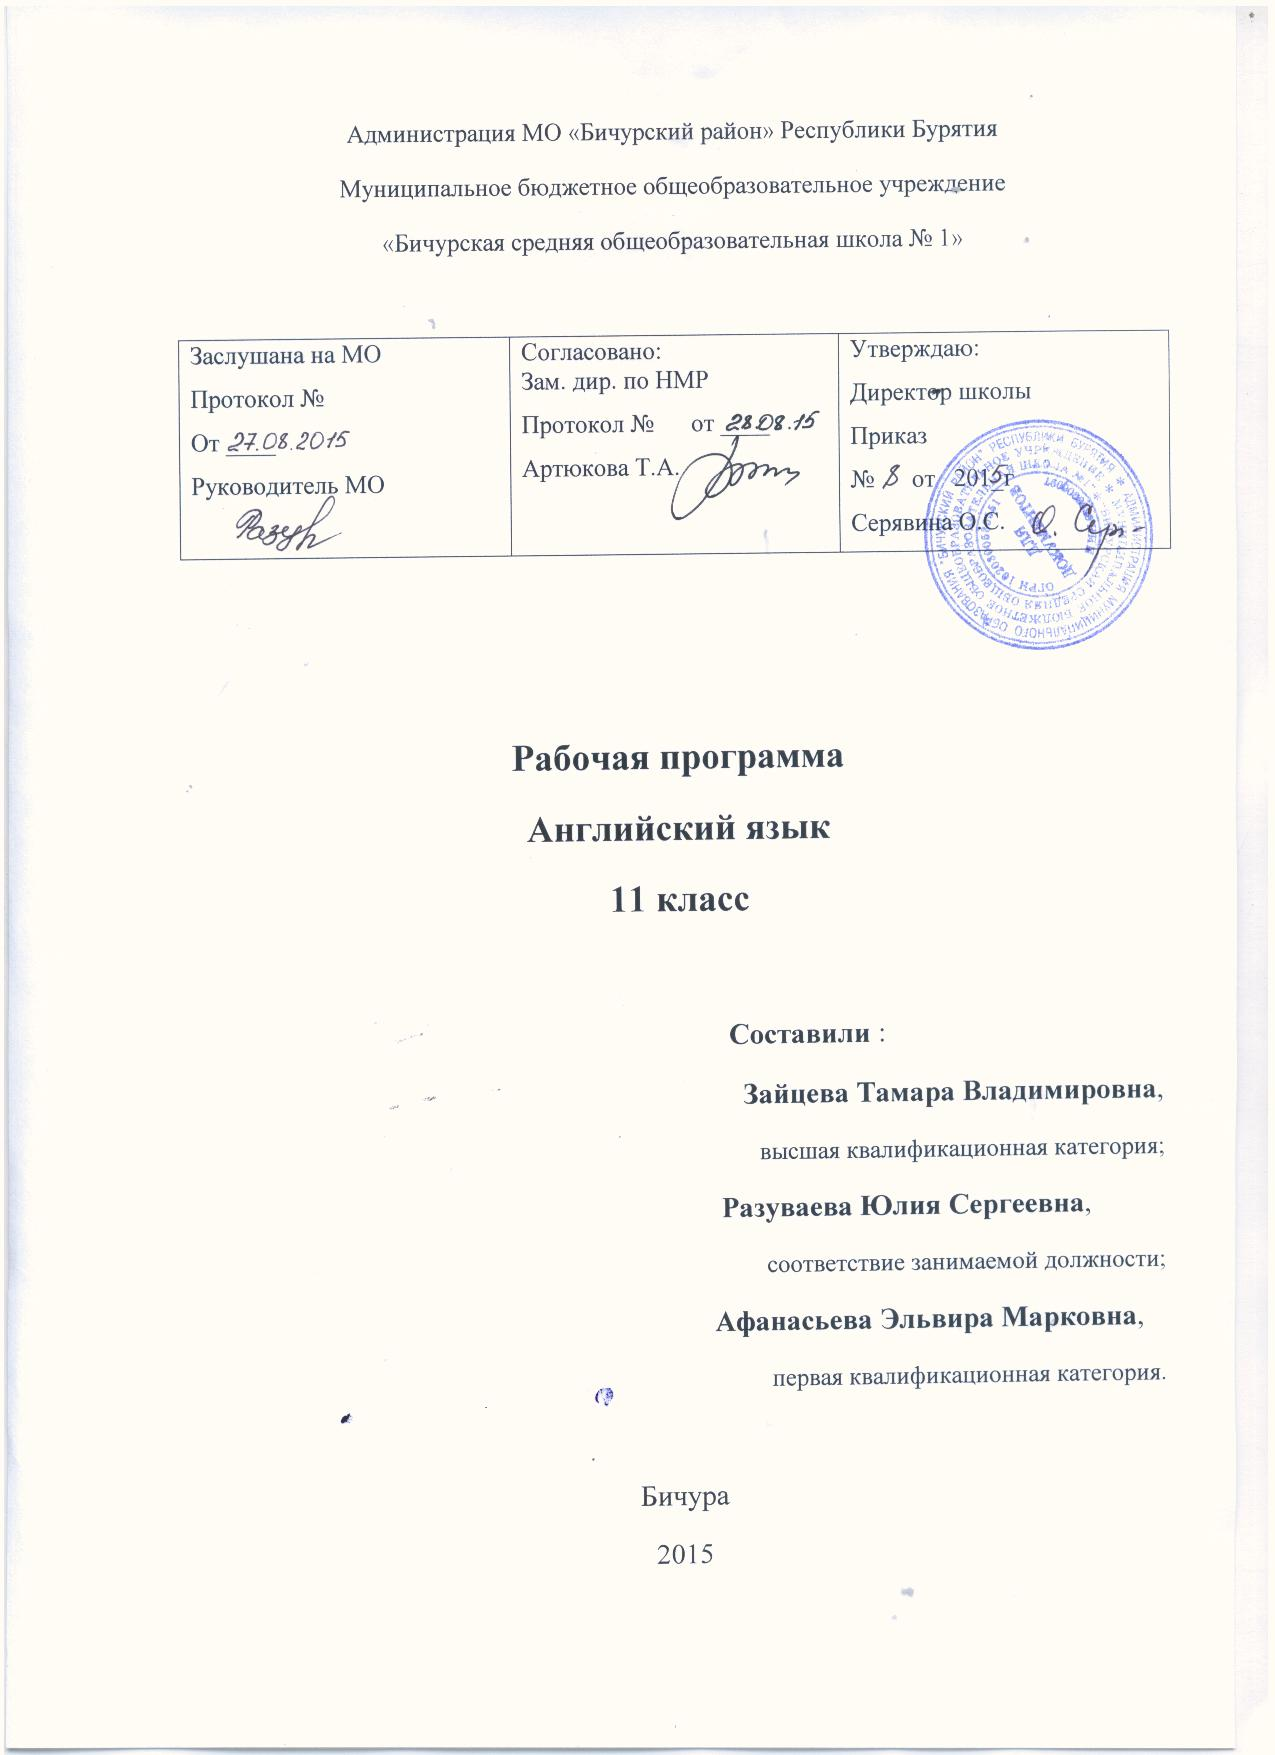 Администрация МО «Бичурский район» Республики Бурятия
Муниципальное бюджетное общеобразовательное учреждение
«Бичурская средняя общеобразовательная школа № 1»
Заслушана на МО
Протокол №
От 27.08.2015
Руководитель МО
Разув
Согласовано:
Зам. дир. по НМР
Протокол № от 28.08.15
Артюкова Т.А.
Утверждаю:
Директор школы
Приказ
№ 8 от 2015г
Серявина О.С.
ДЛЯ
ДОКУМЕНТОВ
Рабочая программа
Английский язык
11 класс
Составили :
Зайцева Тамара Владимировна,
высшая квалификационная категория;
Разуваева Юлия Сергеевна,
соответствие занимаемой должности;
Афанасьева Эльвира Марковна,
первая квалификационная категория.
Бичура
2015